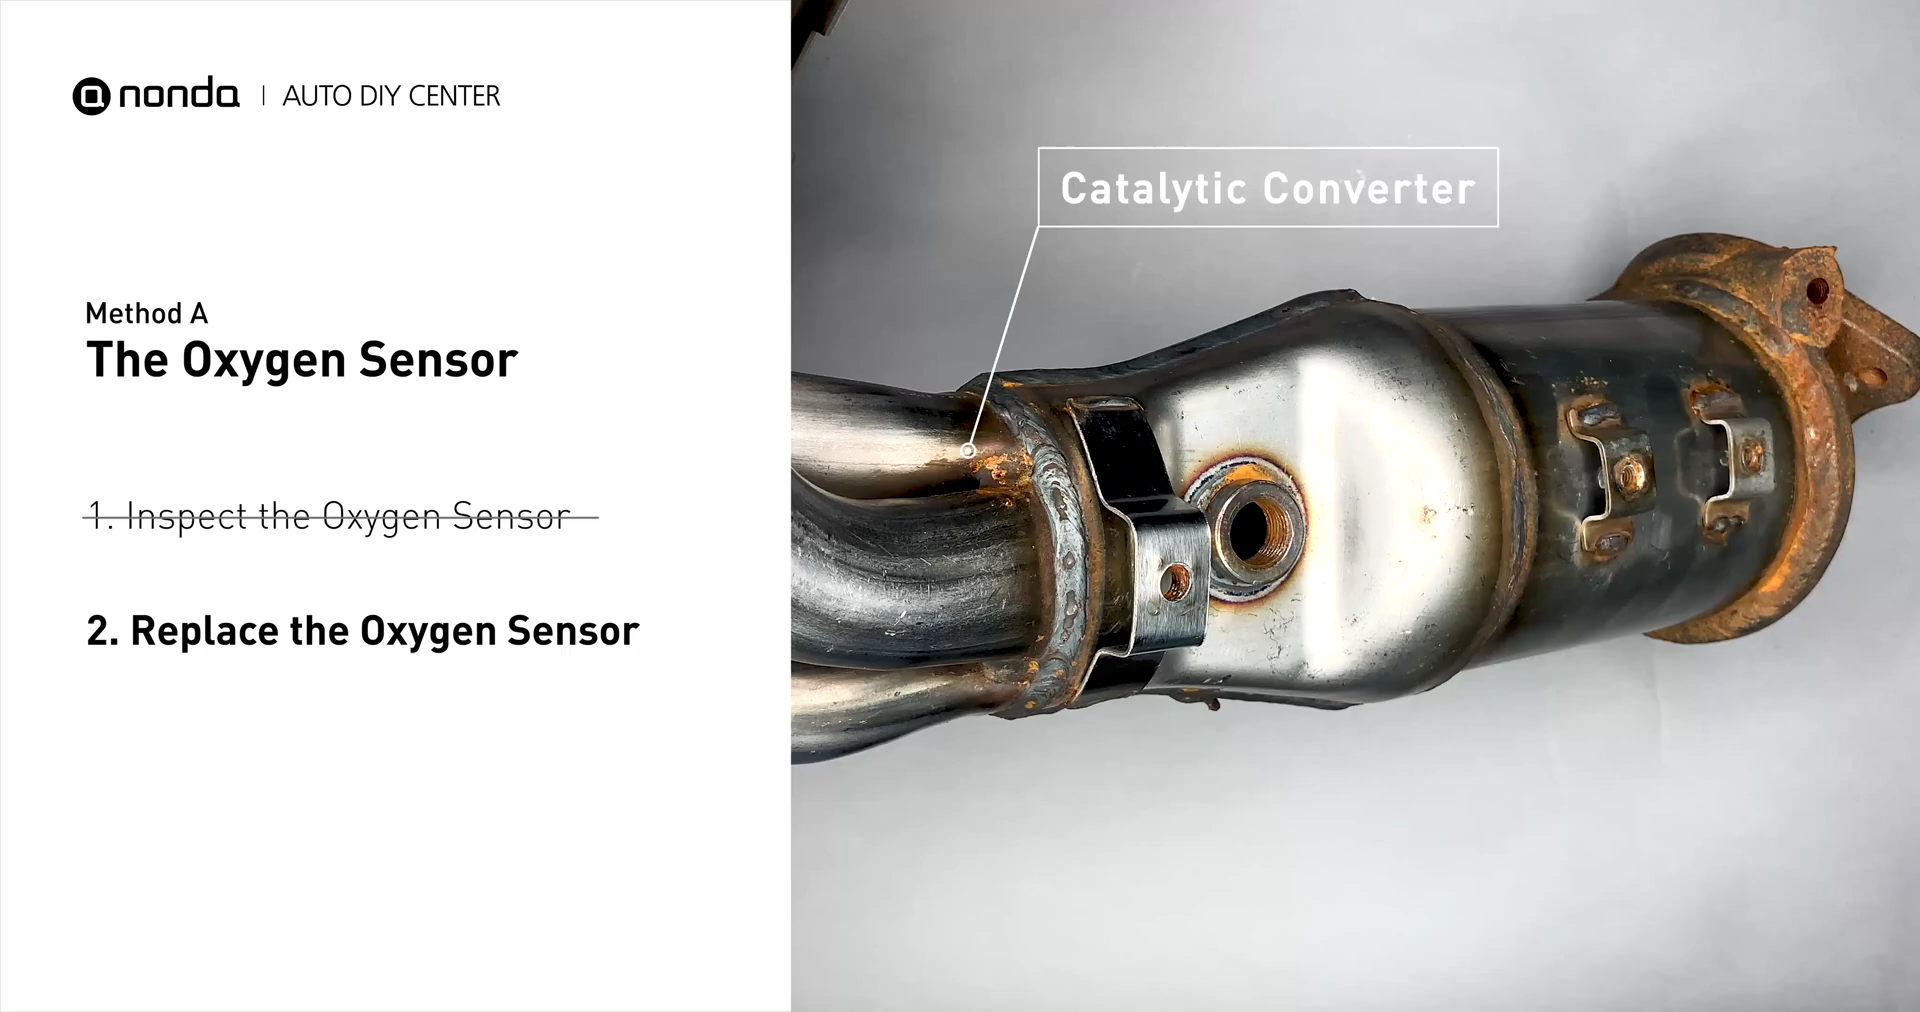 nonda | AUTO DIY CENTER
Method A
The Oxygen Sensor
1. Inspect the Oxygen Sensor
2. Replace the Oxygen Sensor
Catalytic Converter